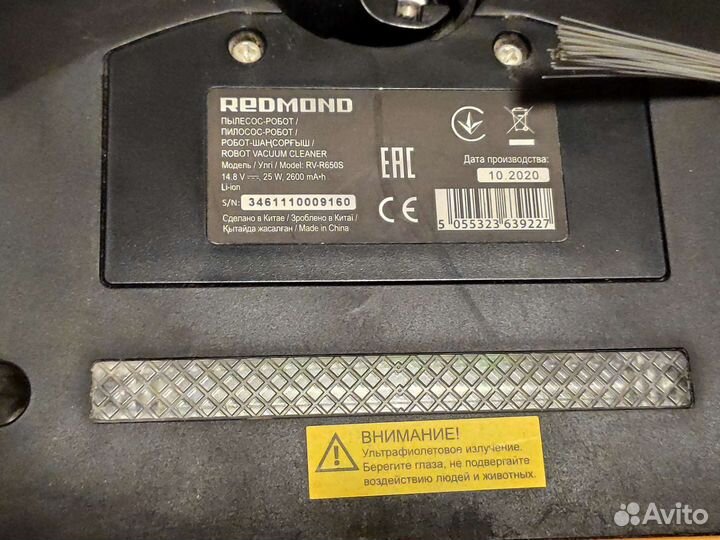 REDMOND
ПЫЛЕСОС-РОБОТ /
ПИЛОСОС-РОБОТ /
РОБОТ-ШАҢСОРҒЫШ /
ROBOT VACUUM CLEANER
Модель / Улгі / Model: RV-R650S
14.8 V 25 W, 2600 mA•h
Li-ion
S/N: 3461110009160
Сделано в Китае / Зроблено в Китаї /
Қытайда жасалған / Made in China
EAC
CE
Дата производства:
10.2020
5 055323 639227
ВНИМАНИЕ!
Ультрафиолетовое излучение.
Берегите глаза, не подвергайте
воздействию людей и животных.
Avito